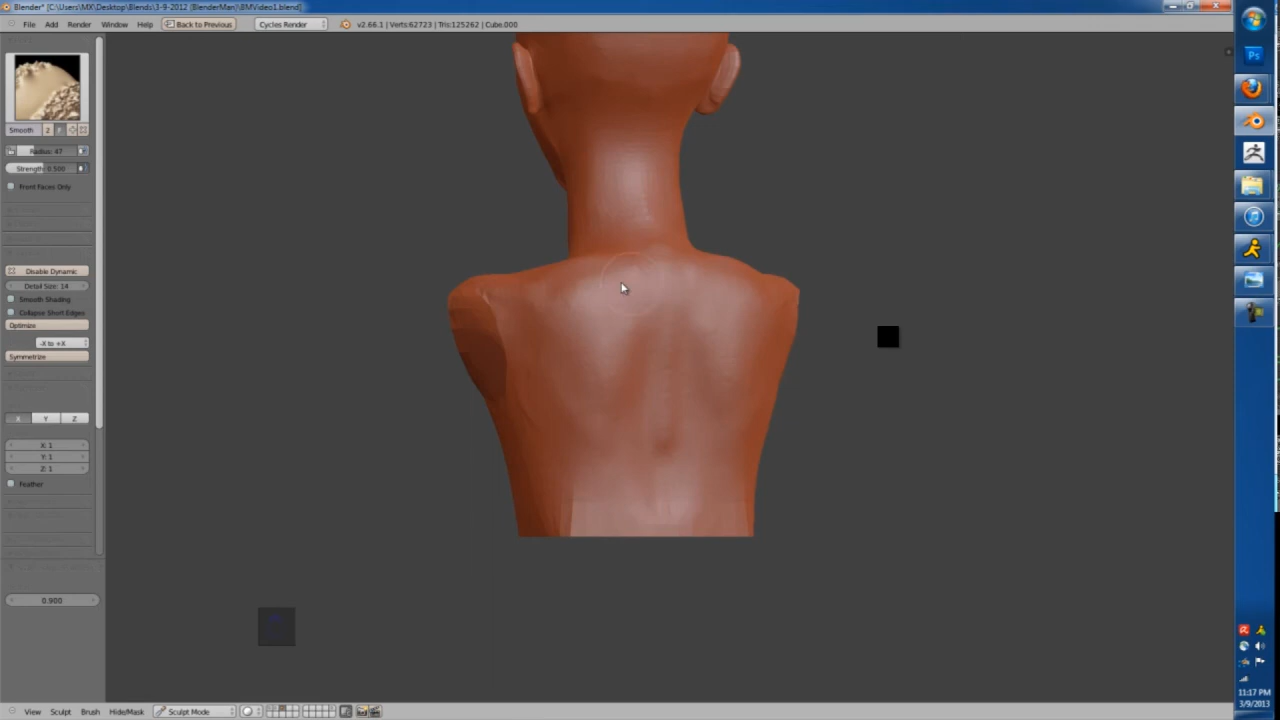 Blender* [C:\Users\MX\Desktop\Blends\3-9-2012 (BlenderMan)\BMVideo1.blend]
File Add Render Window Help Back to Previous Cycles Render v2.66.1 | Verts:62723 | Tris:125262 | Cube.000
Ps
Smooth 2 F
Radius: 47
Strength: 0.500
Front Faces Only
Disable Dynamic
Detail Size: 14
Smooth Shading
Collapse Short Edges
Optimize
-X to +X
Symmetrize
X Y Z
X: 1
Y: 1
Z: 1
Feather
0.900
View Sculpt Brush Hide/Mask Sculpt Mode
11:17 PM
3/9/2013